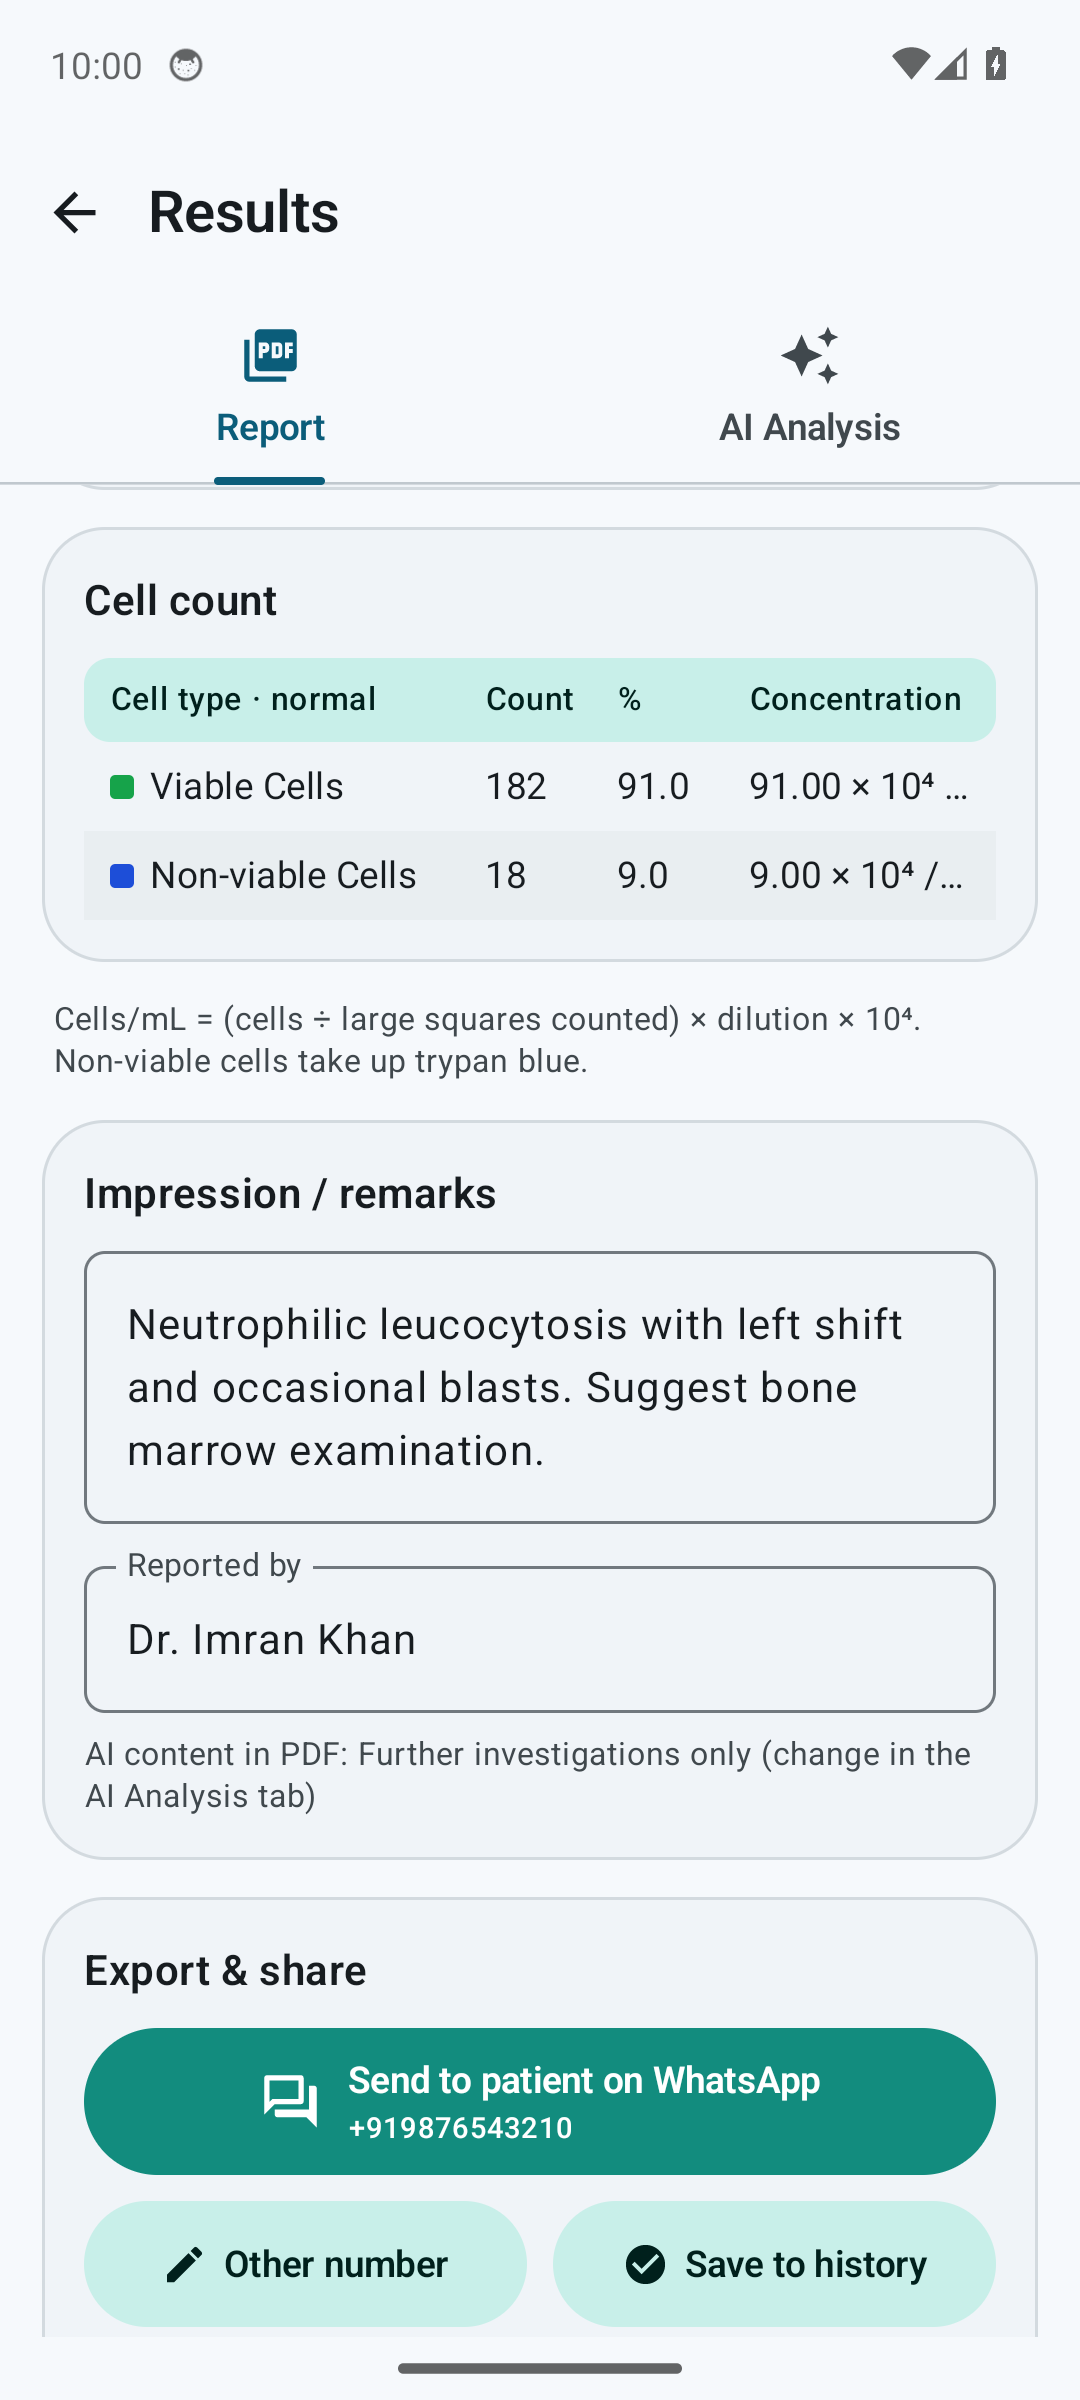 10:00
Results
PDF
Report
AI Analysis
Cell count
Cell type · normal Count % Concentration
Viable Cells 182 91.0 91.00 × 10⁴ ...
Non-viable Cells 18 9.0 9.00 × 10⁴ /...
Cells/mL = (cells ÷ large squares counted) × dilution × 10⁴.
Non-viable cells take up trypan blue.
Impression / remarks
Neutrophilic leucocytosis with left shift
and occasional blasts. Suggest bone
marrow examination.
Reported by
Dr. Imran Khan
AI content in PDF: Further investigations only (change in the
AI Analysis tab)
Export & share
Send to patient on WhatsApp
+919876543210
Other number
Save to history